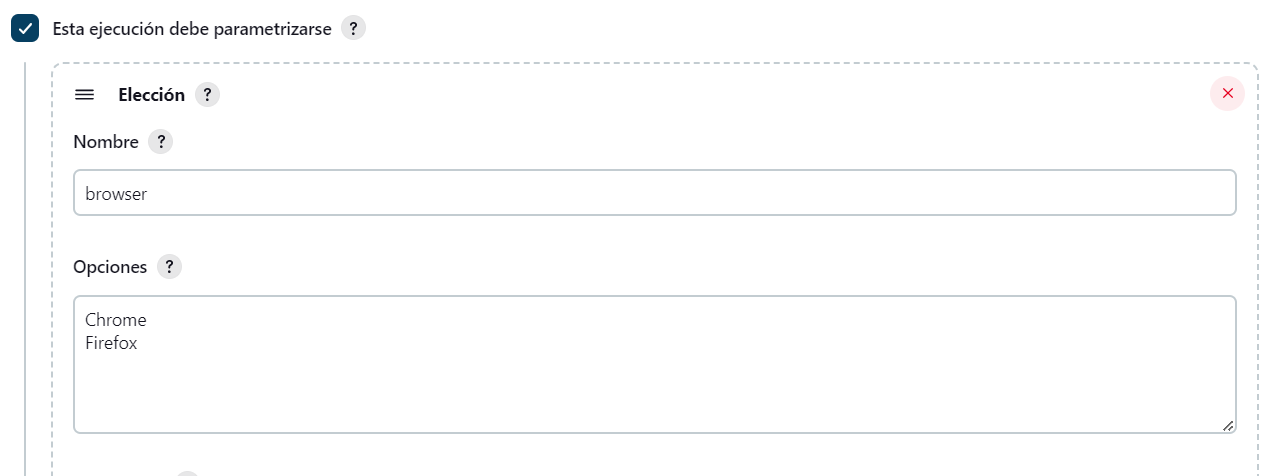 Esta ejecución debe parametrizarse ?
Elección ?
Nombre ?
browser
Opciones ?
Chrome
Firefox